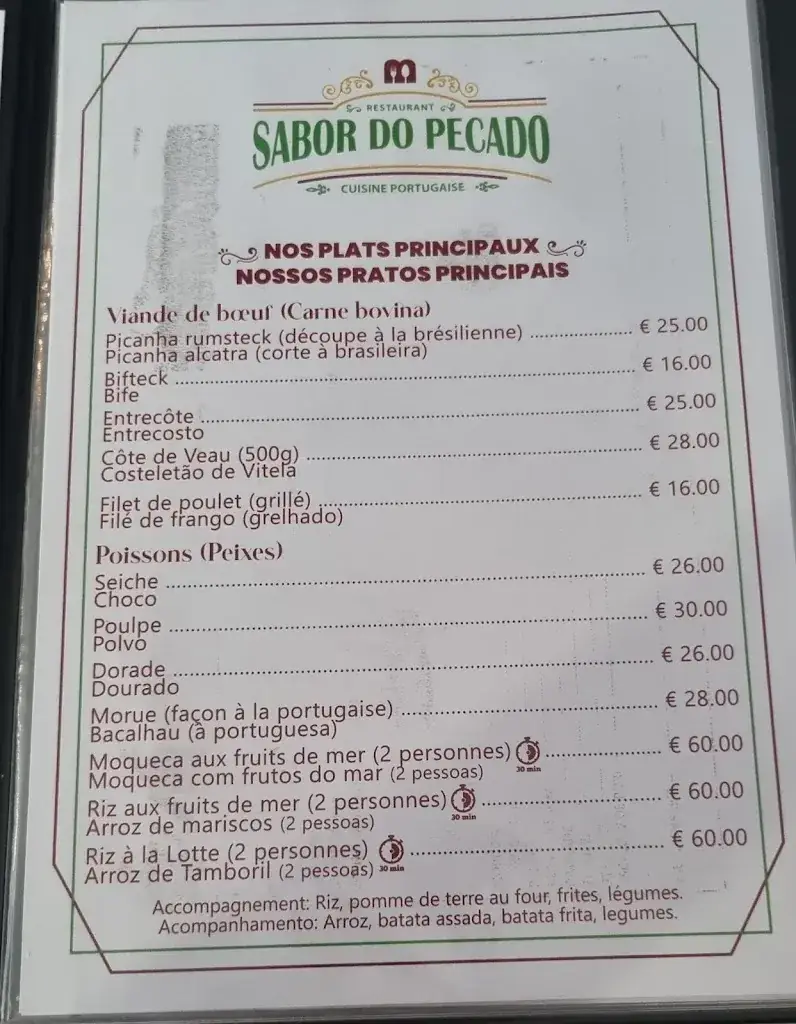 RESTAURANT
SABOR DO PECADO
CUISINE PORTUGAISE
NOS PLATS PRINCIPAUX
NOSSOS PRATOS PRINCIPAIS
Viande de bœuf (Carne bovina)
Picanha rumsteck (découpe à la brésilienne) ........ € 25.00
Picanha alcatra (corte à brasileira)
Bifteck ........ € 16.00
Bife
Entrecôte ........ € 25.00
Entrecosto
Côte de Veau (500g) ........ € 28.00
Costeletão de Vitela
Filet de poulet (grillé) ........ € 16.00
Filé de frango (grelhado)
Poissons (Peixes)
Seiche ........ € 26.00
Choco
Poulpe ........ € 30.00
Polvo
Dorade ........ € 26.00
Dourado
Morue (façon à la portugaise) ........ € 28.00
Bacalhau (à portuguesa)
Moqueca aux fruits de mer (2 personnes) 30 min ........ € 60.00
Moqueca com frutos do mar (2 pessoas)
Riz aux fruits de mer (2 personnes) 30 min ........ € 60.00
Arroz de mariscos (2 pessoas)
Riz à la Lotte (2 personnes) 30 min ........ € 60.00
Arroz de Tamboril (2 pessoas)
Accompagnement: Riz, pomme de terre au four, frites, légumes.
Acompanhamento: Arroz, batata assada, batata frita, legumes.